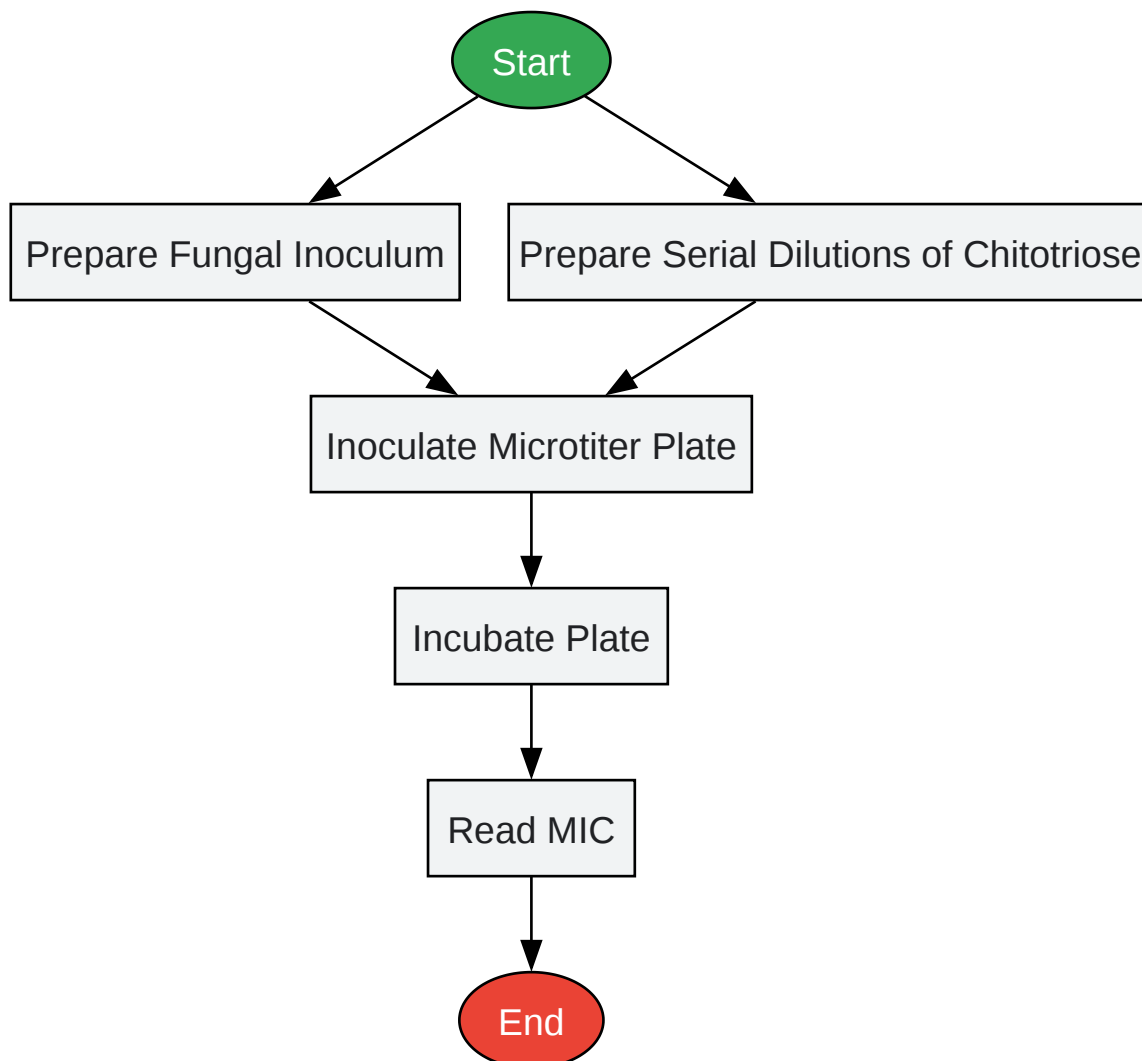 Start
Prepare Fungal Inoculum
Prepare Serial Dilutions of Chitotriose
Inoculate Microtiter Plate
Incubate Plate
Read MIC
End